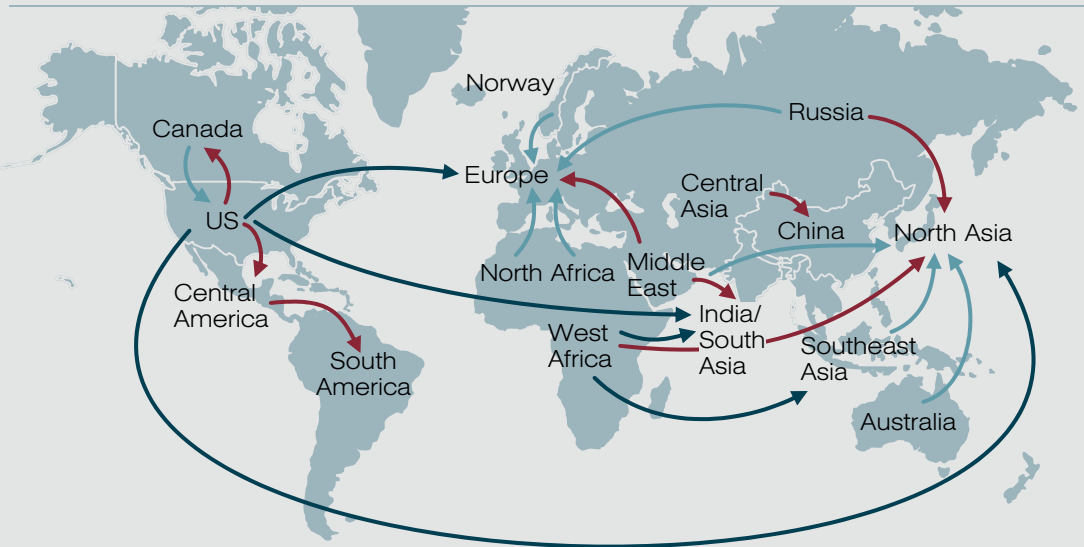 Norway
Canada
Russia
Europe
Central
Asia
US
China
North Asia
North Africa
Middle
East
Central
America
India/
South
Asia
West
Africa
Southeast
Asia
South
America
Australia